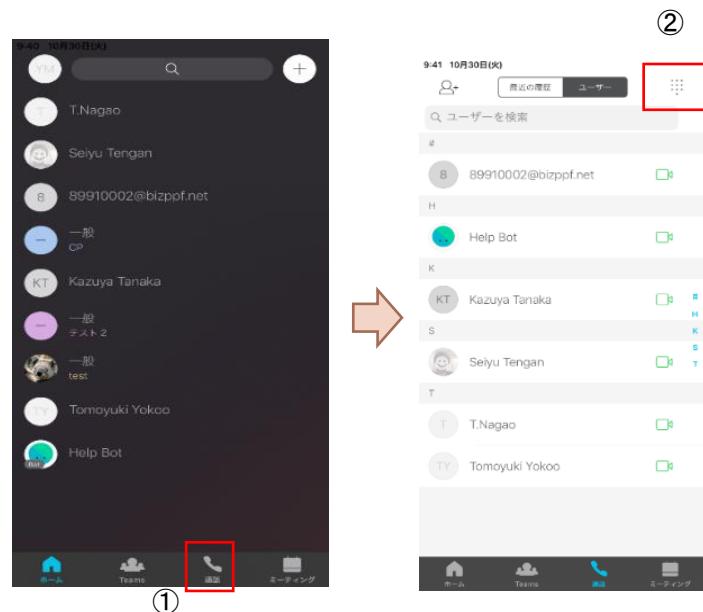 ②
9:40 10月30日(火)
YM
T
T.Nagao
Seiyu Tengan
8
89910002@bizppf.net
一
一般
CP
KT
Kazuya Tanaka
一
一般
テスト2
一般
test
TY
Tomoyuki Yokoo
Help Bot
Bot
ホーム
Teams
通話
ミーティング
①
9:41 10月30日(火)
最近の履歴
ユーザー
ユーザーを検索
#
8
89910002@bizppf.net
H
Help Bot
K
KT
Kazuya Tanaka
S
Seiyu Tengan
T
T
T.Nagao
TY
Tomoyuki Yokoo
#
H
K
S
T
ホーム
Teams
通話
ミーティング